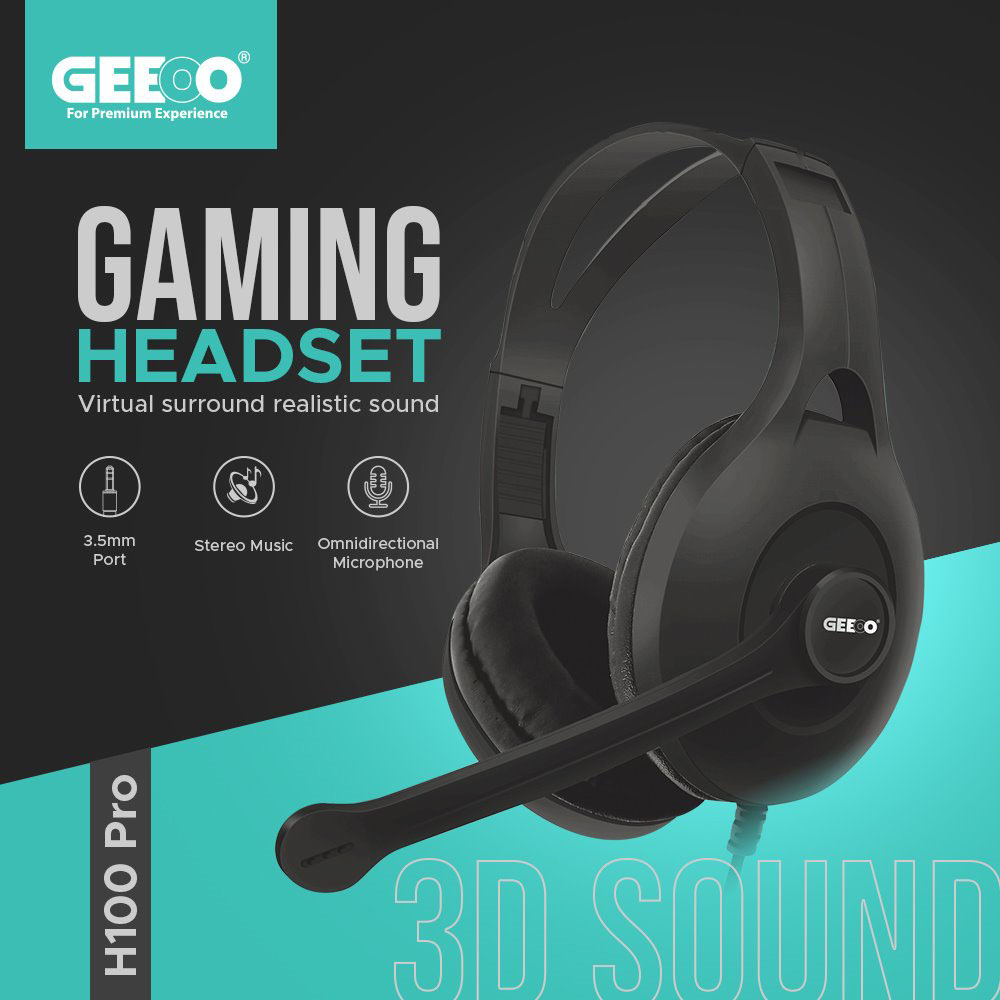 GEEOO®
For Premium Experience
GAMING
HEADSET
Virtual surround realistic sound
3.5mm
Port
Stereo Music
Omnidirectional
Microphone
GEEOO®
H100 Pro
3D SOUND